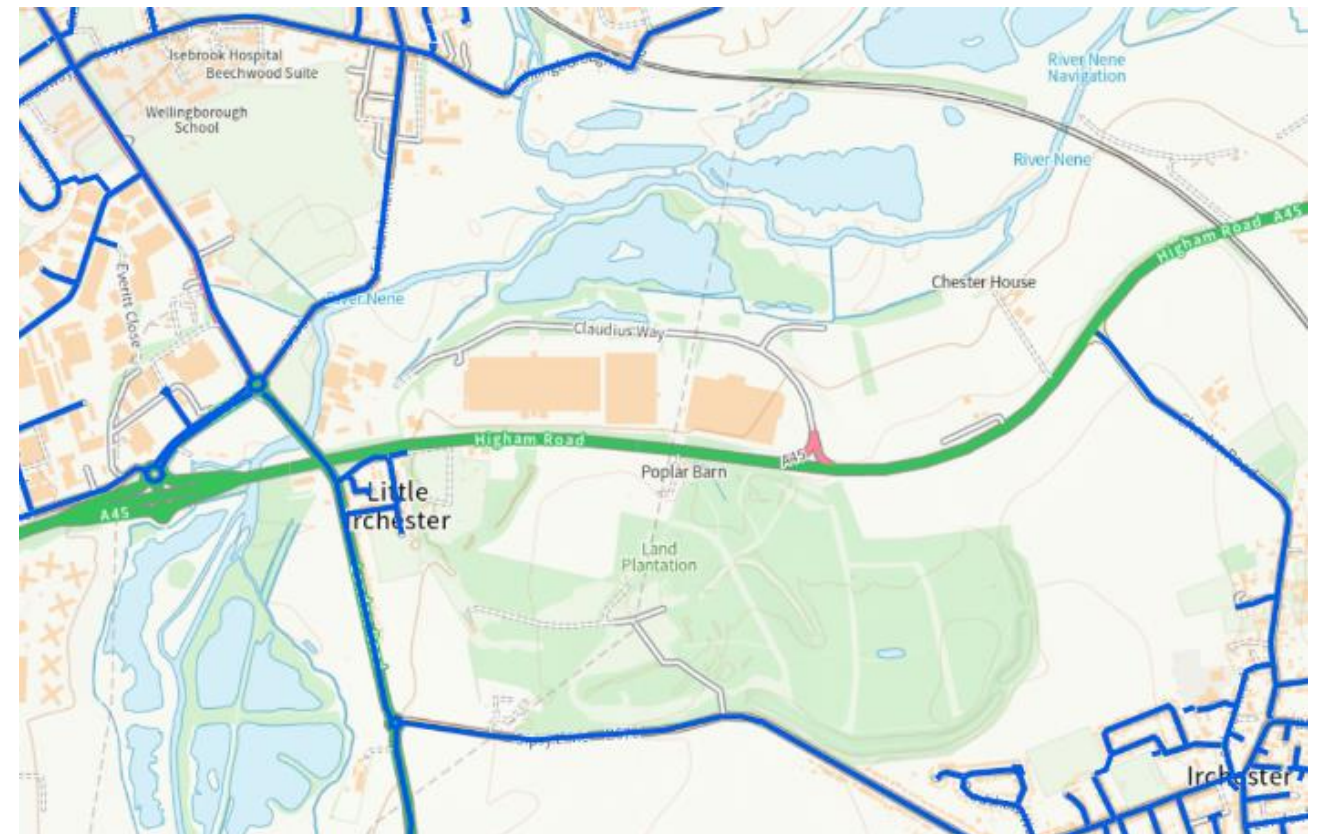 Isebrook Hospital
Beechwood Suite
Wellingborough
School
River Nene
Navigation
River Nene
Higham Road A45
Chester House
Everitt Close
River Nene
Claudius Way
Higham Road
A45
Poplar Barn
A45
Little
Irchester
Land
Plantation
Irchester